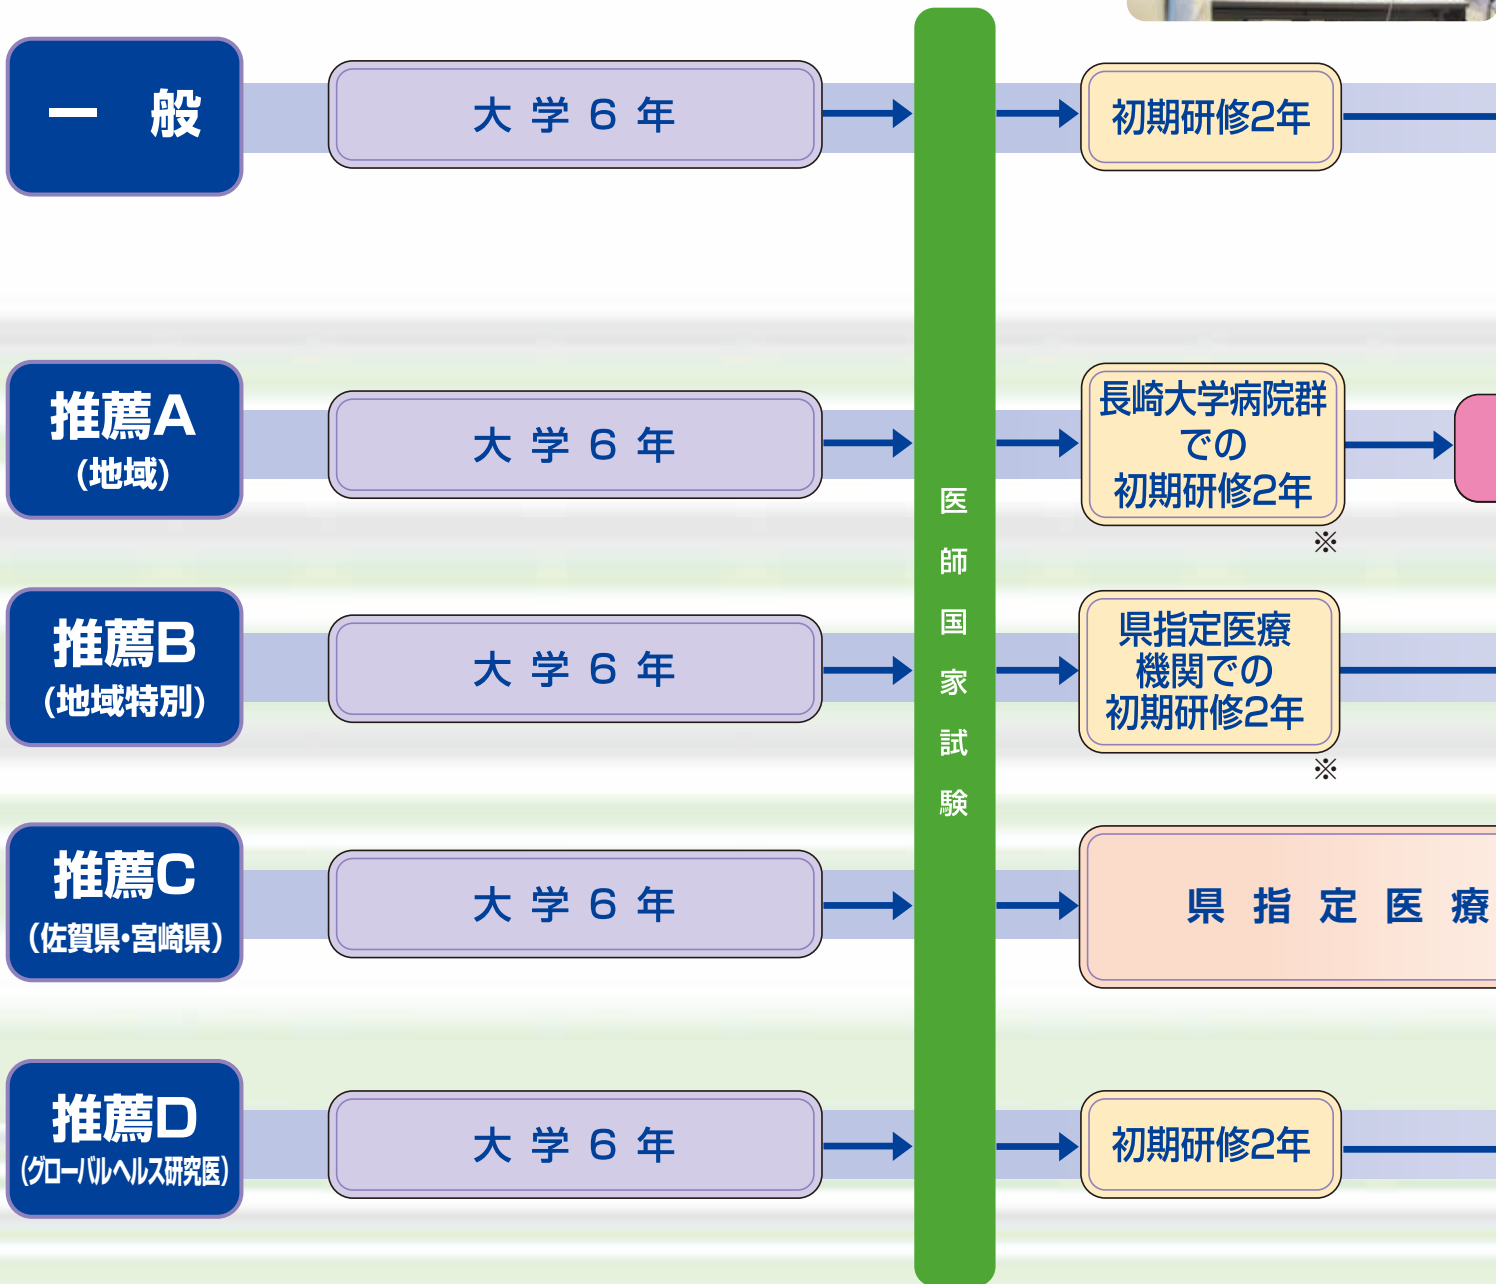 一 般
大学6年
初期研修2年
推薦A
(地域)
大学6年
長崎大学病院群
での
初期研修2年
※
推薦B
(地域特別)
大学6年
県指定医療
機関での
初期研修2年
※
推薦C
(佐賀県・宮崎県)
大学6年
県指定医療
推薦D
(グローバルヘルス研究医)
大学6年
初期研修2年
医師国家試験